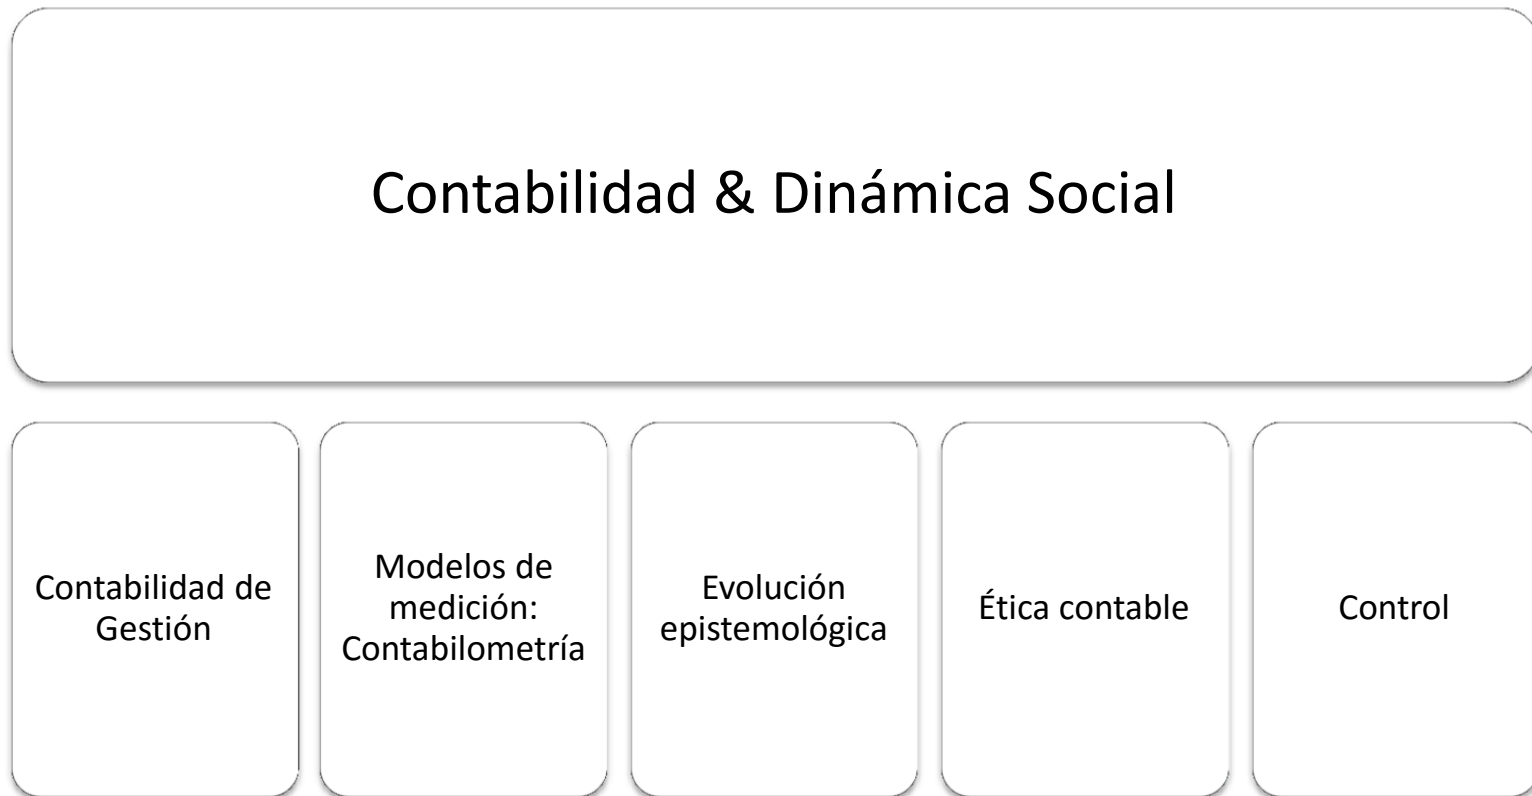 Contabilidad & Dinámica Social
Contabilidad de
Gestión
Modelos de
medición:
Contabilometría
Evolución
epistemológica
Ética contable
Control